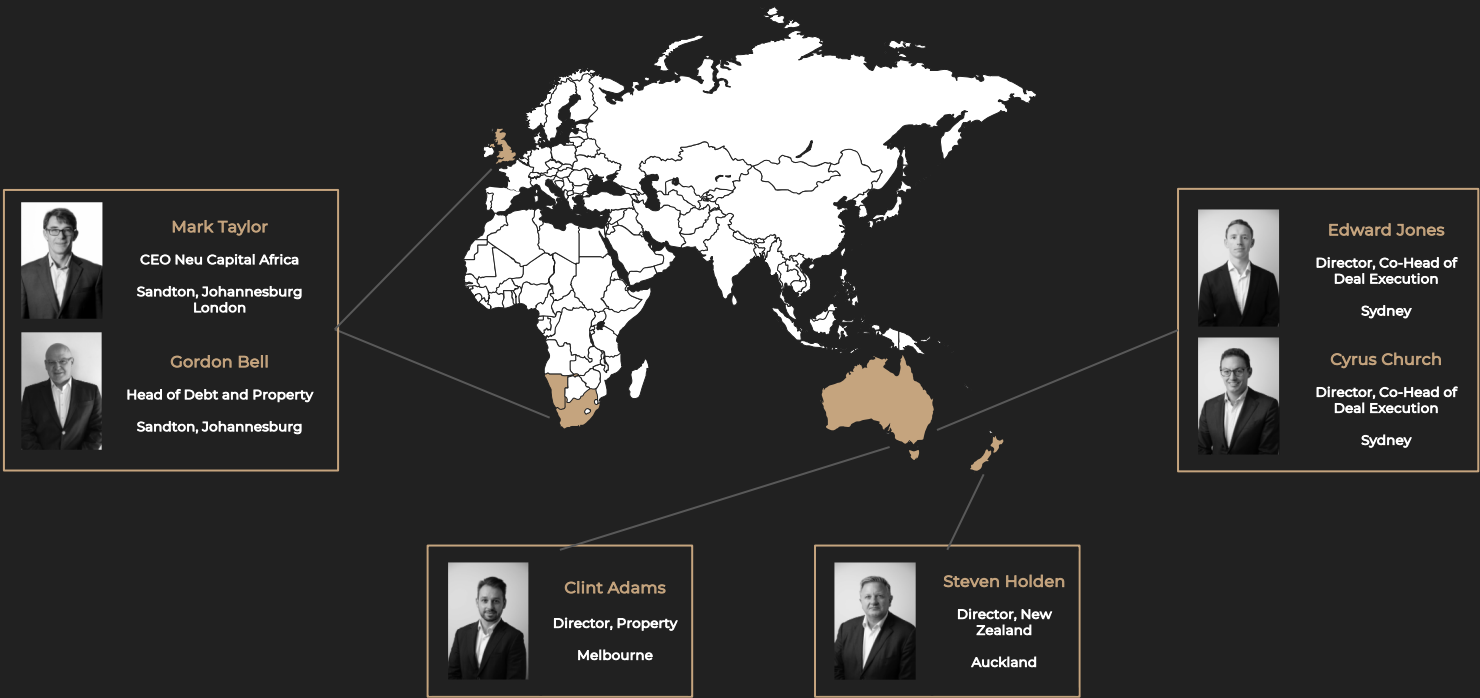 Mark Taylor
CEO Neu Capital Africa
Sandton, Johannesburg
London
Gordon Bell
Head of Debt and Property
Sandton, Johannesburg
Edward Jones
Director, Co-Head of
Deal Execution
Sydney
Cyrus Church
Director, Co-Head of
Deal Execution
Sydney
Clint Adams
Director, Property
Melbourne
Steven Holden
Director, New
Zealand
Auckland